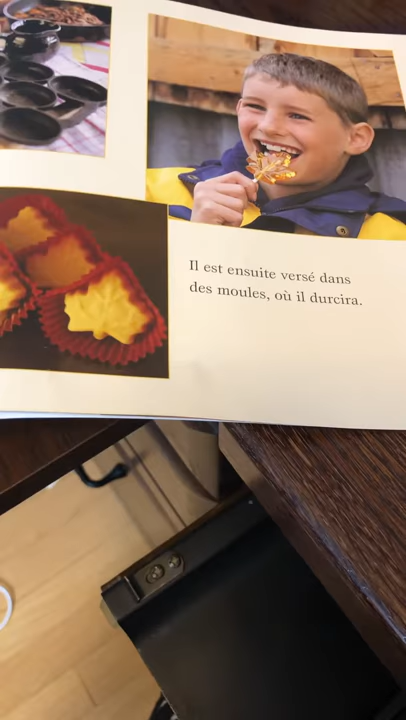 Il est ensuite versé dans
des moules, où il durcira.